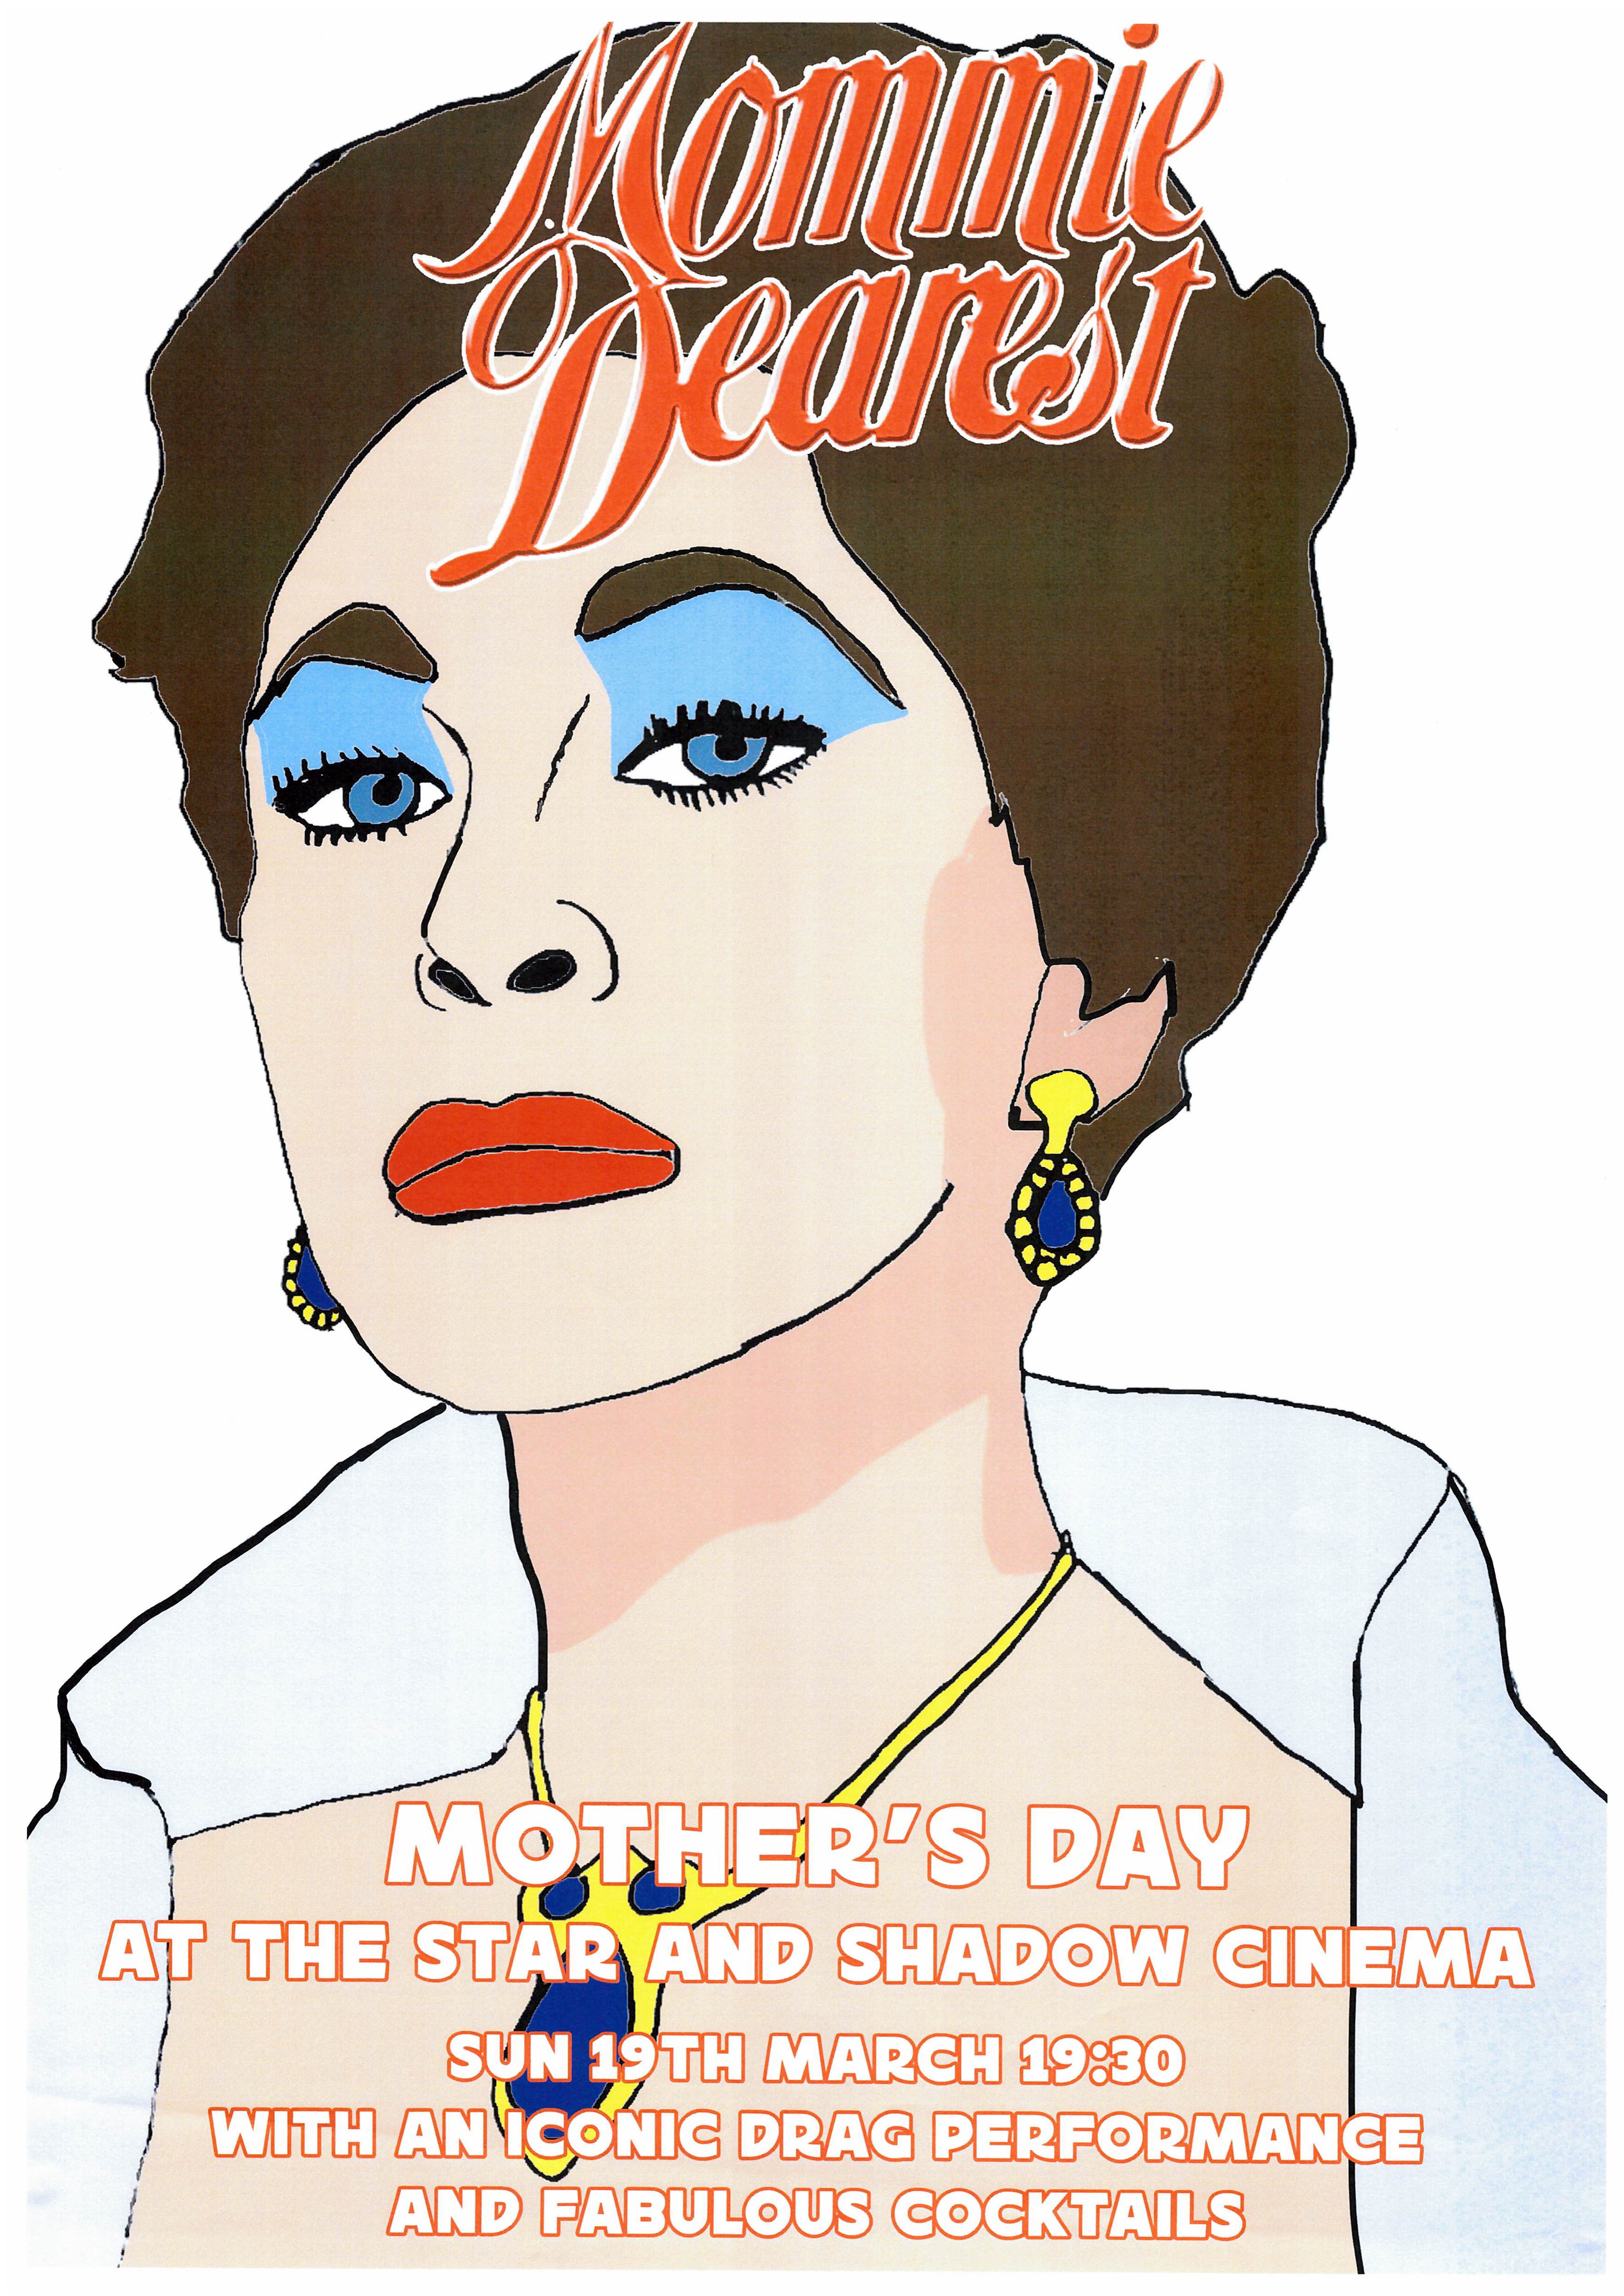 Mommie
Dearest
MOTHER'S DAY
AT THE STAR AND SHADOW CINEMA
SUN 19TH MARCH 19:30
WITH AN ICONIC DRAG PERFORMANCE
AND FABULOUS COCKTAILS